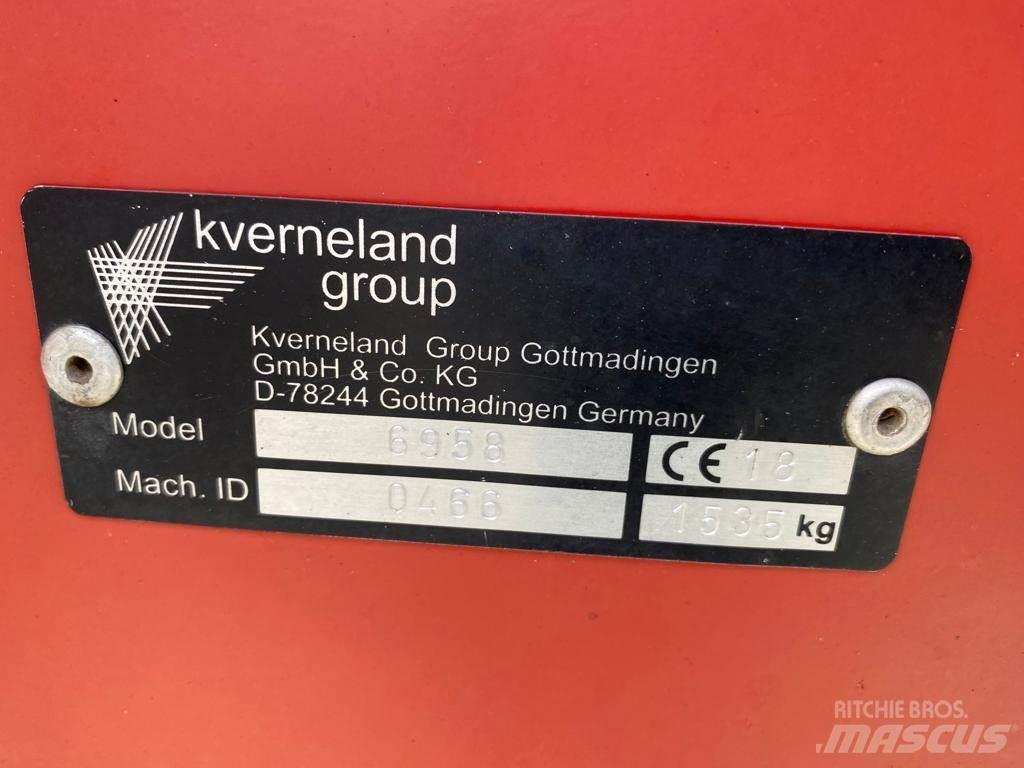 kverneland
group
Kverneland Group Gottmadingen
GmbH & Co. KG
D-78244 Gottmadingen Germany
Model 6958 CE 18
Mach. ID 0466 1535 kg
RITCHIE BROS.
MASCUS